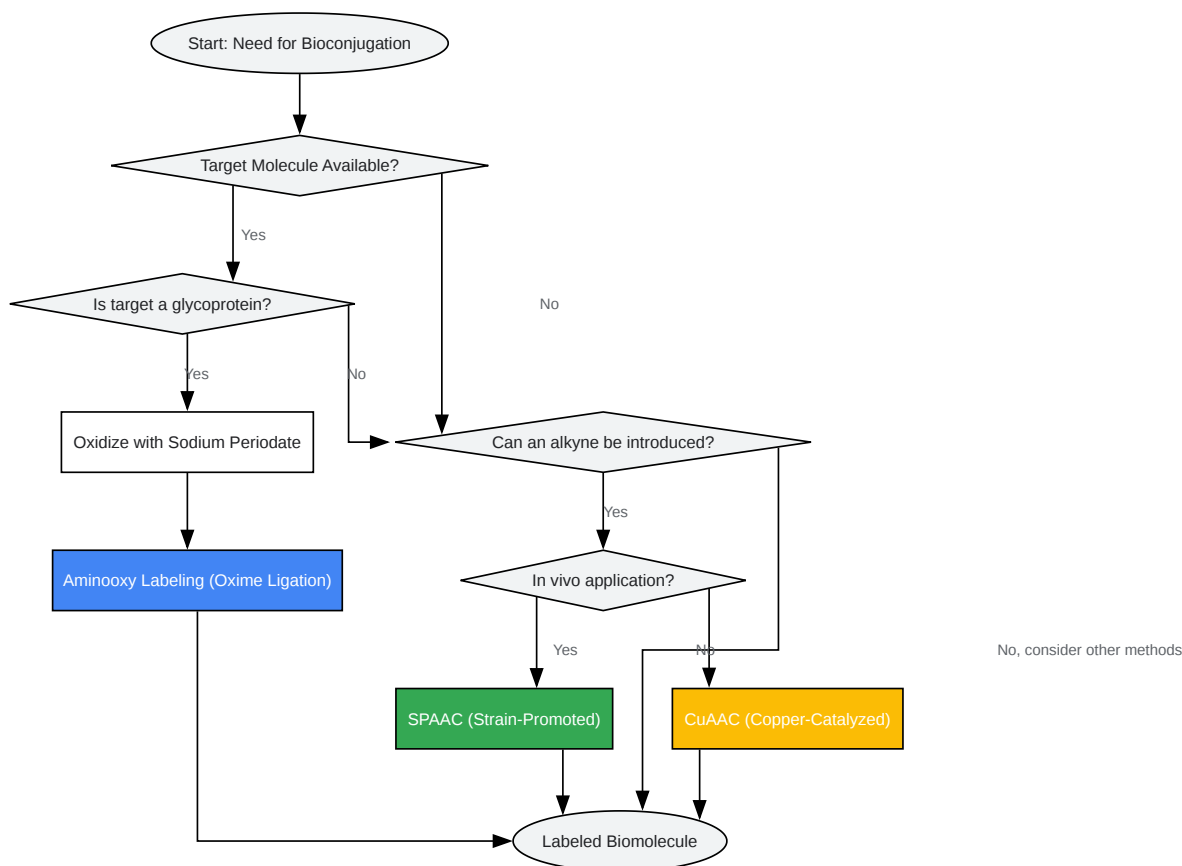 Start: Need for Bioconjugation
Target Molecule Available?
Yes
Is target a glycoprotein?
No
Yes
No
Oxidize with Sodium Periodate
Can an alkyne be introduced?
Yes
Aminooxy Labeling (Oxime Ligation)
In vivo application?
Yes
No
No, consider other methods
SPAAC (Strain-Promoted)
CuAAC (Copper-Catalyzed)
Labeled Biomolecule